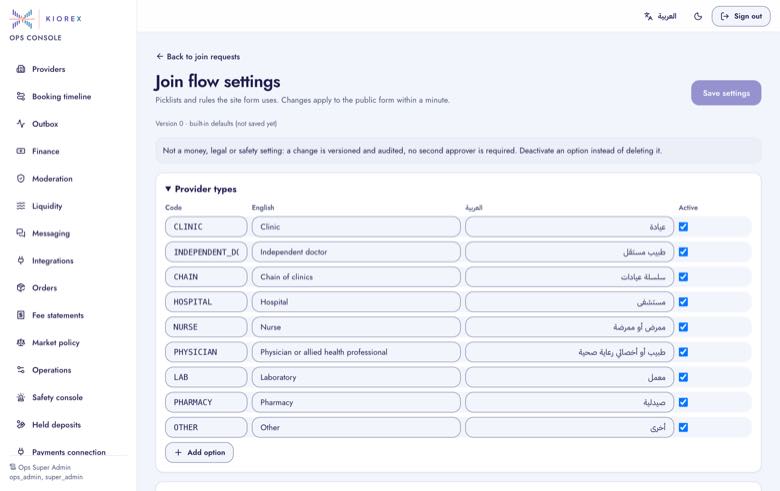 KIOREX
OPS CONSOLE
العربية
Sign out
Providers
Booking timeline
Outbox
Finance
Moderation
Liquidity
Messaging
Integrations
Orders
Fee statements
Market policy
Operations
Safety console
Held deposits
Payments connection
Ops Super Admin
ops_admin, super_admin
Back to join requests
Join flow settings
Picklists and rules the site form uses. Changes apply to the public form within a minute.
Save settings
Version 0 · built-in defaults (not saved yet)
Not a money, legal or safety setting: a change is versioned and audited, no second approver is required. Deactivate an option instead of deleting it.
▼ Provider types
Code English العربية Active
CLINIC Clinic عيادة
INDEPENDENT_DO Independent doctor طبيب مستقل
CHAIN Chain of clinics سلسلة عيادات
HOSPITAL Hospital مستشفى
NURSE Nurse ممرض أو ممرضة
PHYSICIAN Physician or allied health professional طبيب أو أخصائي رعاية صحية
LAB Laboratory معمل
PHARMACY Pharmacy صيدلية
OTHER Other أخرى
+ Add option